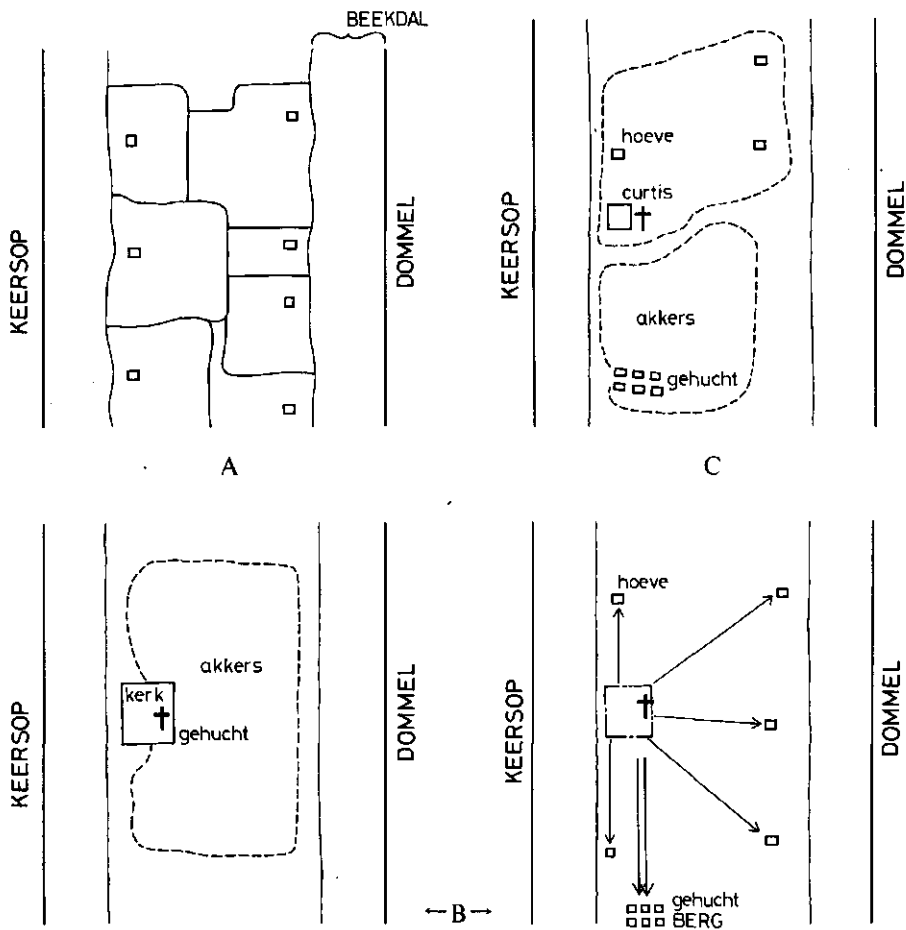 BEEKDAL
KEERSOP
DOMMEL
A
KEERSOP
hoeve
curtis
akkers
gehucht
DOMMEL
C
KEERSOP
akkers
kerk
gehucht
DOMMEL
←B→
KEERSOP
hoeve
gehucht
BERG
DOMMEL